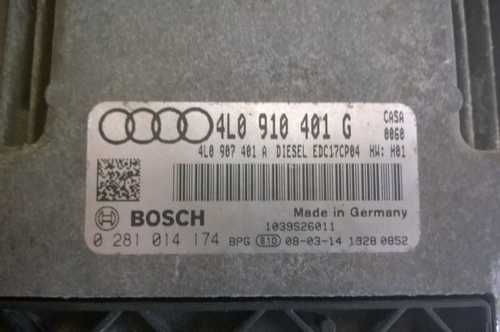 4L0 910 401 G CASA 0060
4L0 907 401 A DIESEL EDC17CP04 HW: H01
Made in Germany
BOSCH
1039S26011
0 281 014 174 BPG B1D 08-03-14 1828 0852